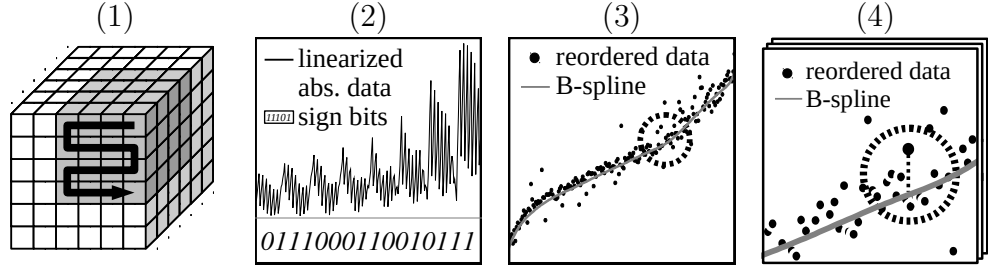 (1)
(2)
(3)
(4)
linearized
abs. data
11101 sign bits
0111000110010111
reordered data
B-spline
reordered data
B-spline